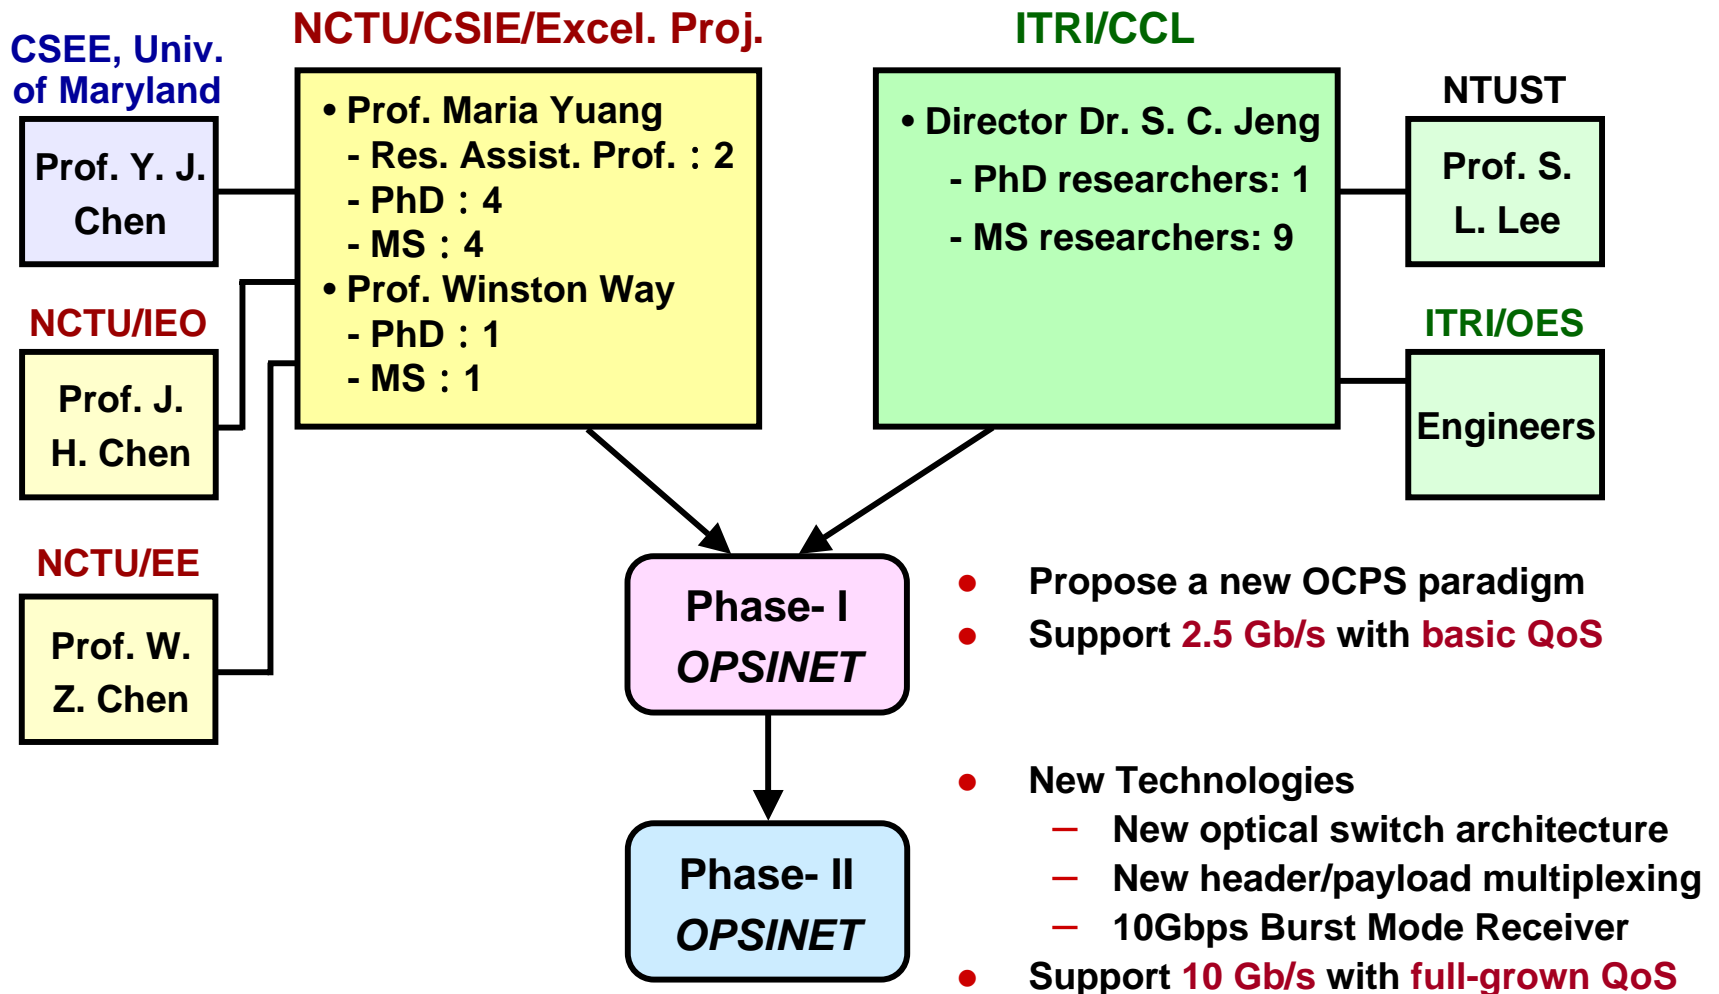 CSEE, Univ.
of Maryland
Prof. Y. J.
Chen
NCTU/IEO
Prof. J.
H. Chen
NCTU/EE
Prof. W.
Z. Chen
NCTU/CSIE/Excel. Proj.
• Prof. Maria Yuang
- Res. Assist. Prof. : 2
- PhD : 4
- MS : 4
• Prof. Winston Way
- PhD : 1
- MS : 1
ITRI/CCL
• Director Dr. S. C. Jeng
- PhD researchers: 1
- MS researchers: 9
NTUST
Prof. S.
L. Lee
ITRI/OES
Engineers
Phase- I
OPSINET
● Propose a new OCPS paradigm
● Support 2.5 Gb/s with basic QoS
Phase- II
OPSINET
● New Technologies
– New optical switch architecture
– New header/payload multiplexing
– 10Gbps Burst Mode Receiver
● Support 10 Gb/s with full-grown QoS